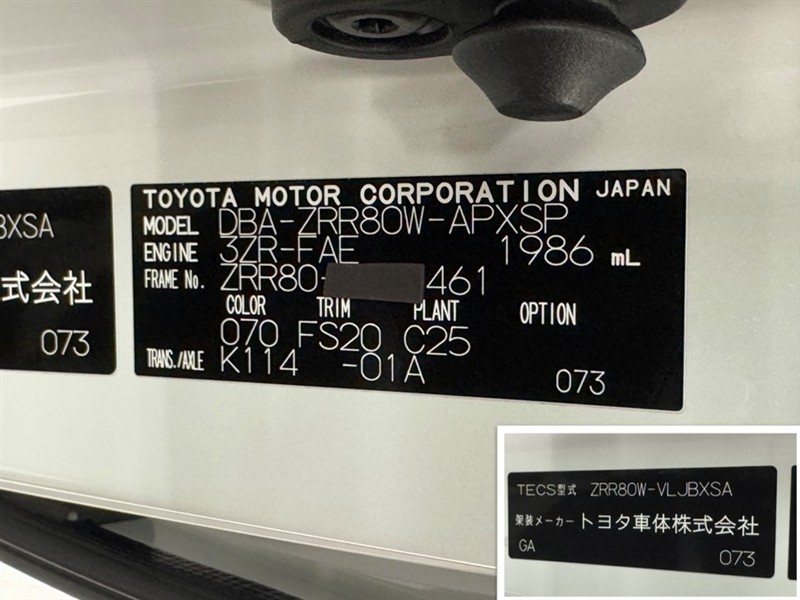 BXSA
式会社
073
TOYOTA MOTOR CORPORATION JAPAN
MODEL DBA-ZRR80W-APXSP
ENGINE 3ZR-FAE 1986 mL
FRAME No. ZRR80- 461
COLOR TRIM PLANT OPTION
070 FS20 C25
TRANS./AXLE K114 -01A
073
TECS型式 ZRR80W-VLJBXSA
架装メーカー トヨタ車体株式会社
GA
073